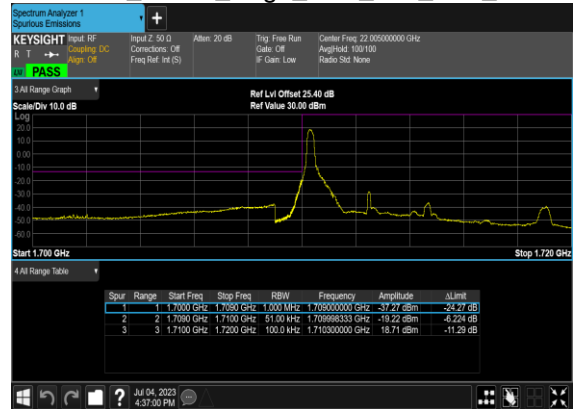 Spectrum Analyzer 1
Spurious Emissions
KEYSIGHT Input: RF Input Z: 50 Ω Atten: 20 dB Trig: Free Run Center Freq: 22.005000000 GHz
R T Coupling: DC Corrections: Off Gate: Off Avg|Hold: 100/100
Align: Off Freq Ref: Int (S) IF Gain: Low Radio Std: None
PASS
3 All Range Graph
Ref Lvl Offset 25.40 dB
Scale/Div 10.0 dB Ref Value 30.00 dBm
Log
20.0
10.0
0.00
-10.0
-20.0
-30.0
-40.0
-50.0
-60.0
Start 1.700 GHz Stop 1.720 GHz
4 All Range Table
Spur Range Start Freq Stop Freq RBW Frequency Amplitude ΔLimit
1 1 1.7000 GHz 1.7090 GHz 1.000 MHz 1.709000000 GHz -37.27 dBm -24.27 dB
2 2 1.7090 GHz 1.7100 GHz 51.00 kHz 1.709998333 GHz -19.22 dBm -6.224 dB
3 3 1.7100 GHz 1.7200 GHz 100.0 kHz 1.710300000 GHz 18.71 dBm -11.29 dB
? Jul 04, 2023
4:37:00 PM